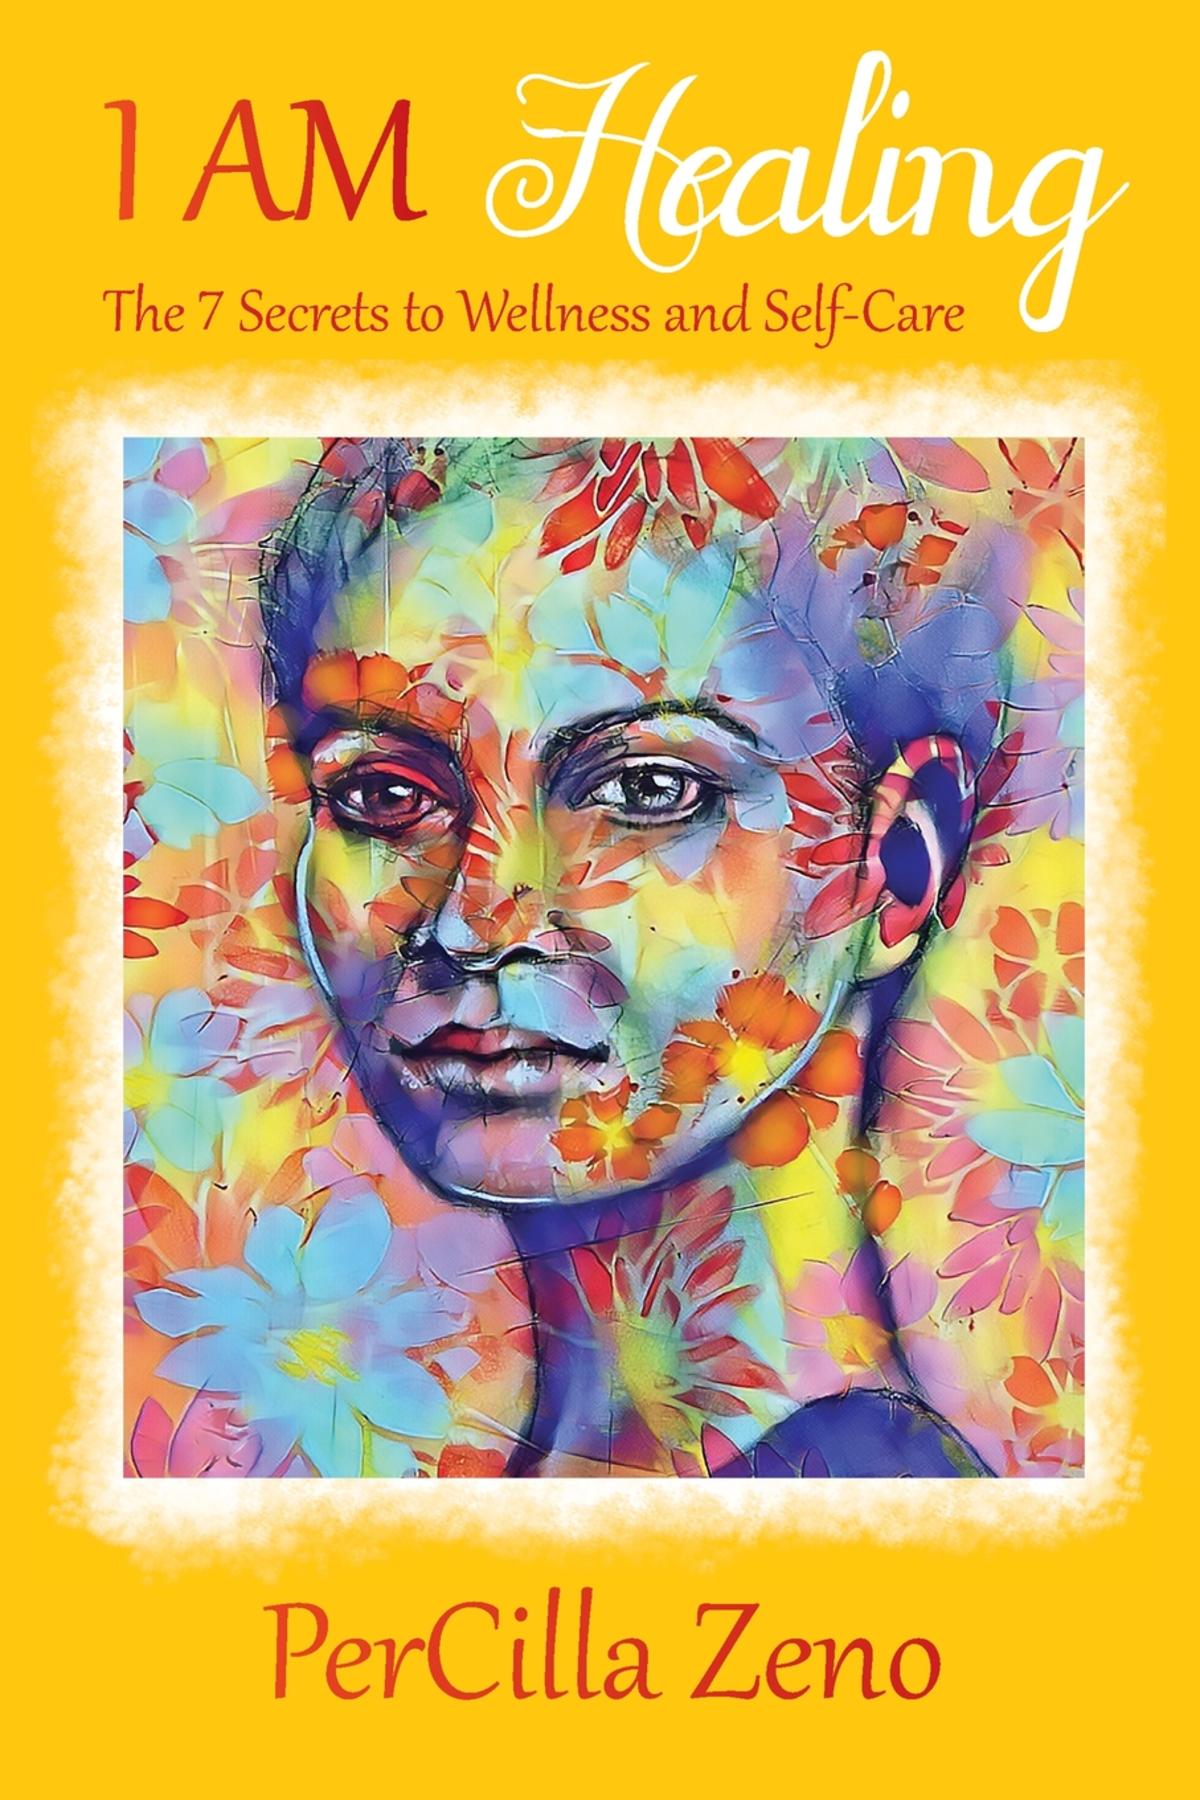 I AM Healing
The 7 Secrets to Wellness and Self-Care
PerCilla Zeno